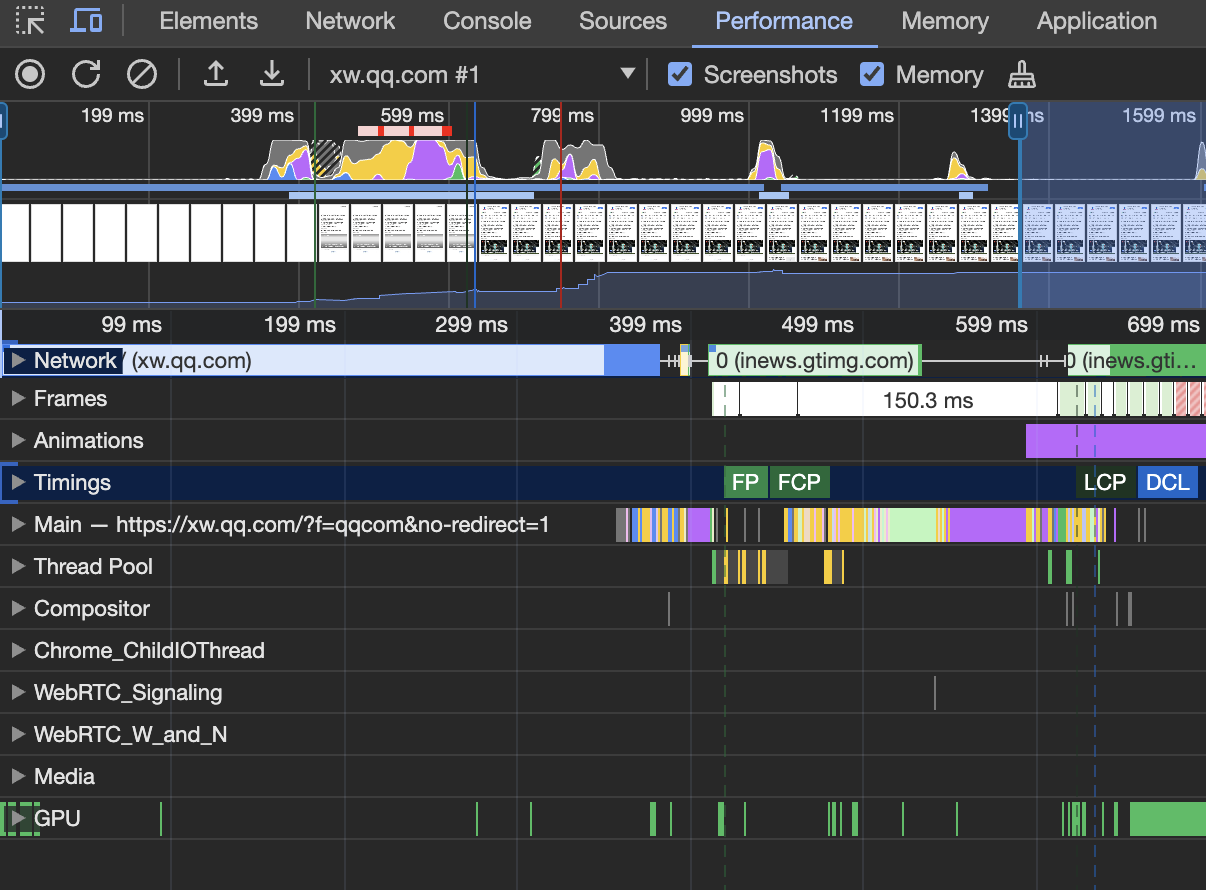 Elements Network Console Sources Performance Memory Application
xw.qq.com #1 Screenshots Memory
199 ms 399 ms 599 ms 799 ms 999 ms 1199 ms 1399 ms 1599 ms
99 ms 199 ms 299 ms 399 ms 499 ms 599 ms 699 ms
Network / (xw.qq.com) 0 (inews.gtimg.com) 0 (inews.gti…
Frames 150.3 ms
Animations
Timings FP FCP LCP DCL
Main — https://xw.qq.com/?f=qqcom&no-redirect=1
Thread Pool
Compositor
Chrome_ChildIOThread
WebRTC_Signaling
WebRTC_W_and_N
Media
GPU